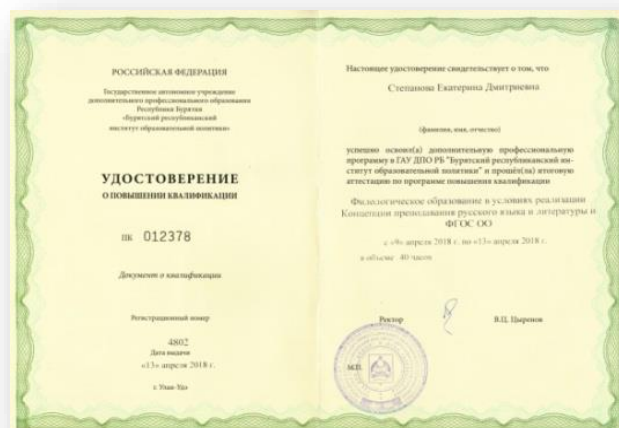 РОССИЙСКАЯ ФЕДЕРАЦИЯ
Государственное автономное учреждение
дополнительного профессионального образования
Республики Бурятия
«Бурятский республиканский
институт образовательной политики»
УДОСТОВЕРЕНИЕ
О ПОВЫШЕНИИ КВАЛИФИКАЦИИ
ПК 012378
Документ о квалификации
Регистрационный номер
4802
Дата выдачи
«13» апреля 2018 г.
г. Улан-Удэ
Настоящее удостоверение свидетельствует о том, что
Степанова Екатерина Дмитриевна
(фамилия, имя, отчество)
успешно освоил(а) дополнительную профессиональную
программу в ГАУ ДПО РБ "Бурятский республиканский ин-
ститут образовательной политики" и прошёл(ла) итоговую
аттестацию по программе повышения квалификации
Филологическое образование в условиях реализации
Концепции преподавания русского языка и литературы и
ФГОС ОО
с «9» апреля 2018 г. по «13» апреля 2018 г.
в объеме 40 часов
Ректор В.Ц. Цыренов
М.П.